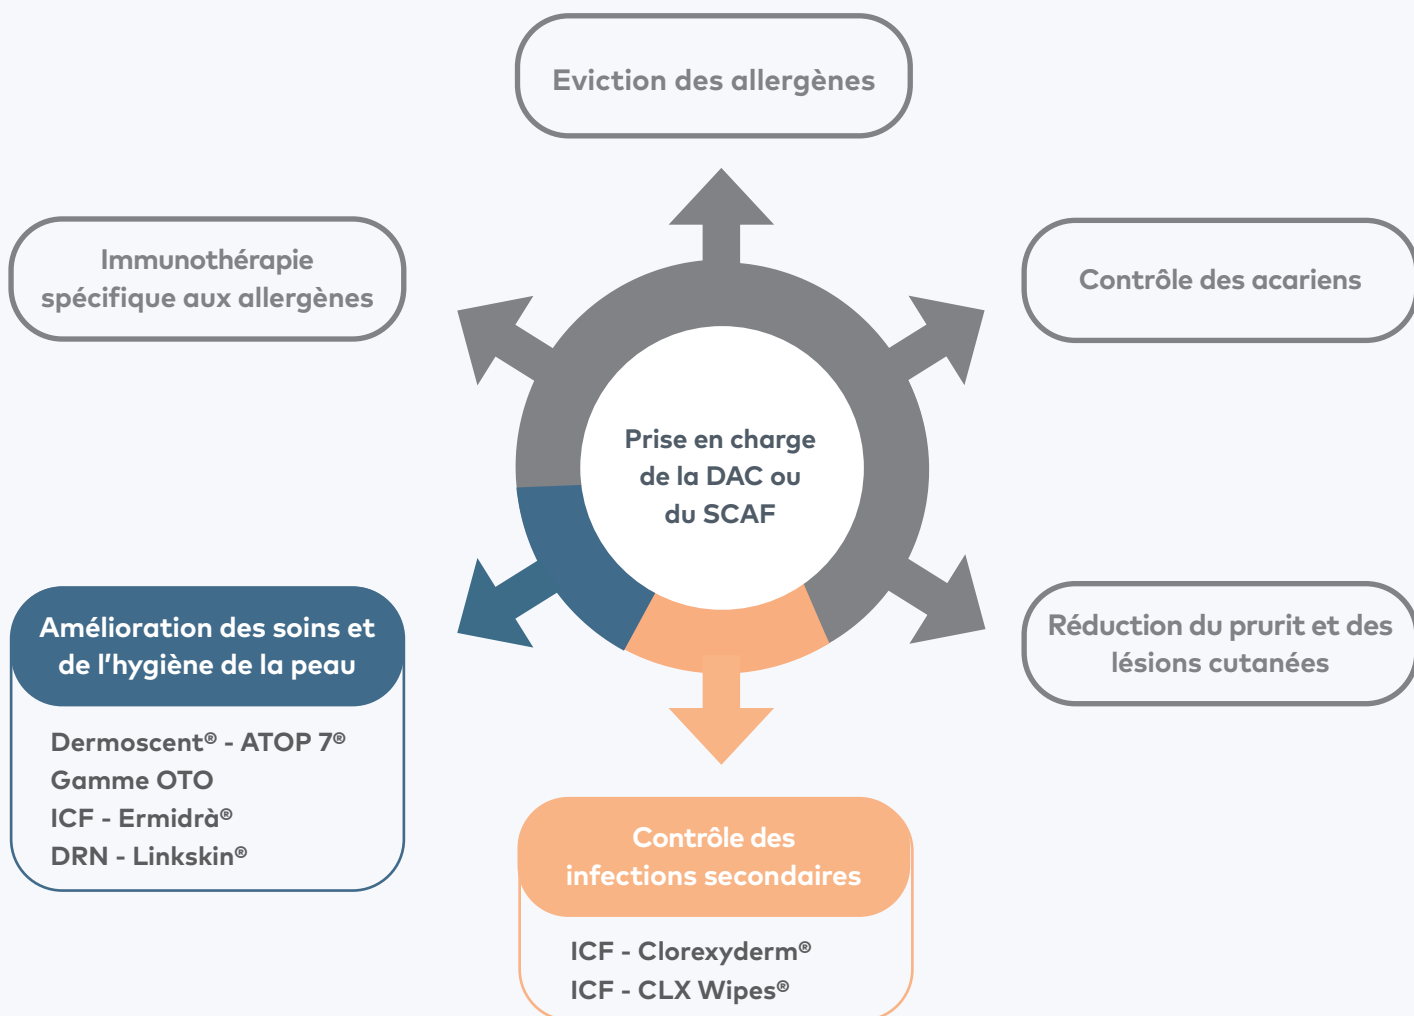 Eviction des allergènes
Immunothérapie
spécifique aux allergènes
Contrôle des acariens
Prise en charge
de la DAC ou
du SCAF
Amélioration des soins et
de l’hygiène de la peau
Dermoscent® - ATOP 7®
Gamme OTO
ICF - Ermidrà®
DRN - Linkskin®
Réduction du prurit et des
lésions cutanées
Contrôle des
infections secondaires
ICF - Clorexyderm®
ICF - CLX Wipes®